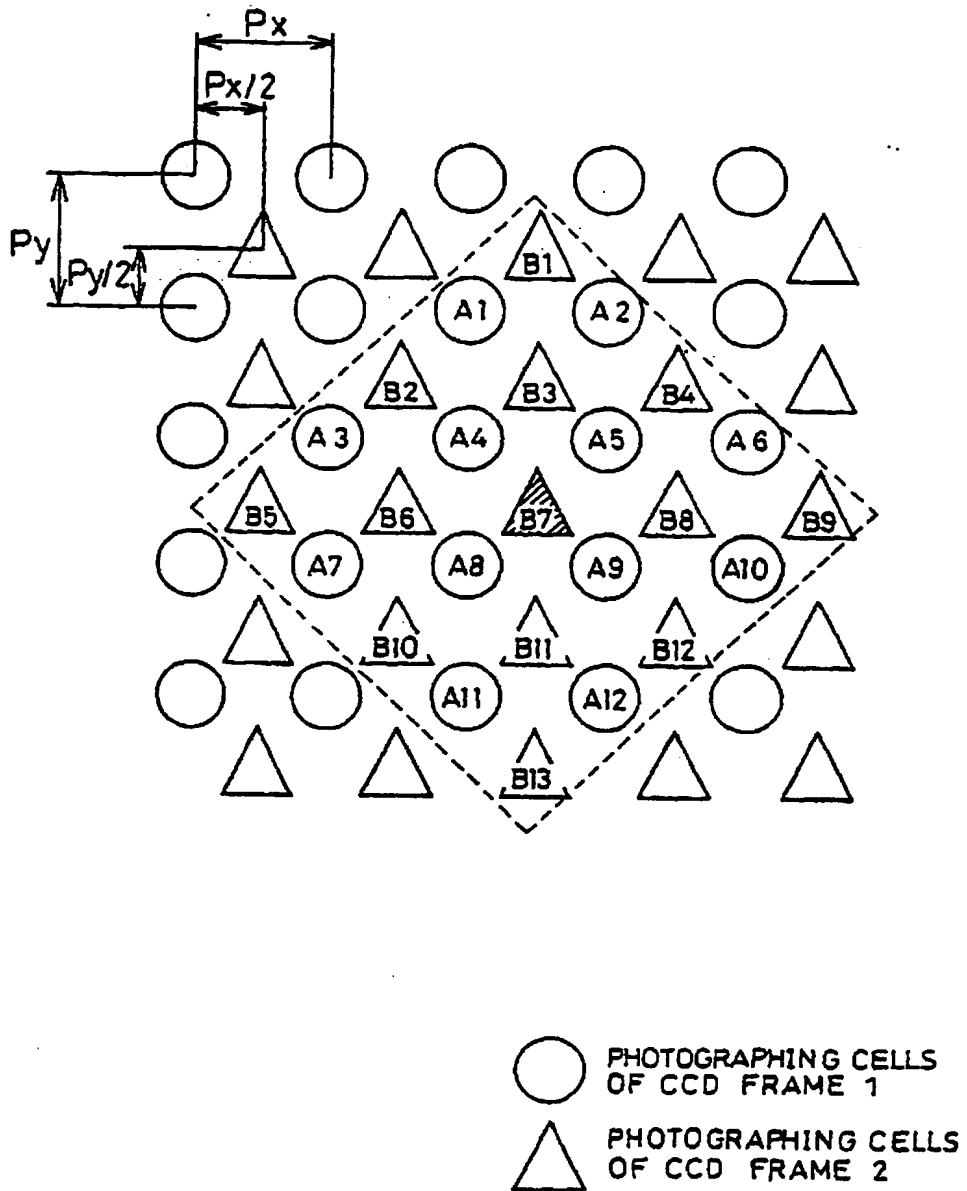 Px
Px/2
Py
Py/2
B1
A1 A2
B2 B3 B4
A3 A4 A5 A6
B5 B6 B7 B8 B9
A7 A8 A9 A10
B10 B11 B12
A11 A12
B13
PHOTOGRAPHING CELLS
OF CCD FRAME 1
PHOTOGRAPHING CELLS
OF CCD FRAME 2